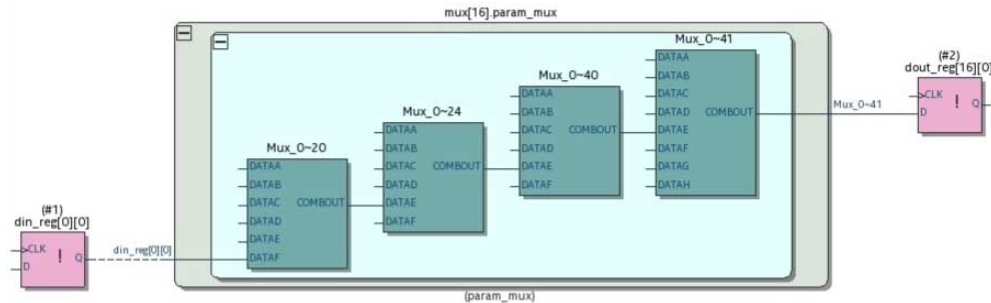 mux[16].param_mux
Mux_0~41
DATAA
DATAB
DATAC
DATAD
DATAE
DATAF
DATAG
DATAH
COMBOUT
Mux_0~40
DATAA
DATAB
DATAC
DATAD
DATAE
DATAF
COMBOUT
Mux_0~24
DATAA
DATAB
DATAC
DATAD
DATAE
DATAF
COMBOUT
Mux_0~20
DATAA
DATAB
DATAC
DATAD
DATAE
DATAF
COMBOUT
(#1)
din_reg[0][0]
CLK
D
!
Q
din_reg[0][0]
Mux_0~41
(#2)
dout_reg[16][0]
CLK
D
!
Q
(param_mux)